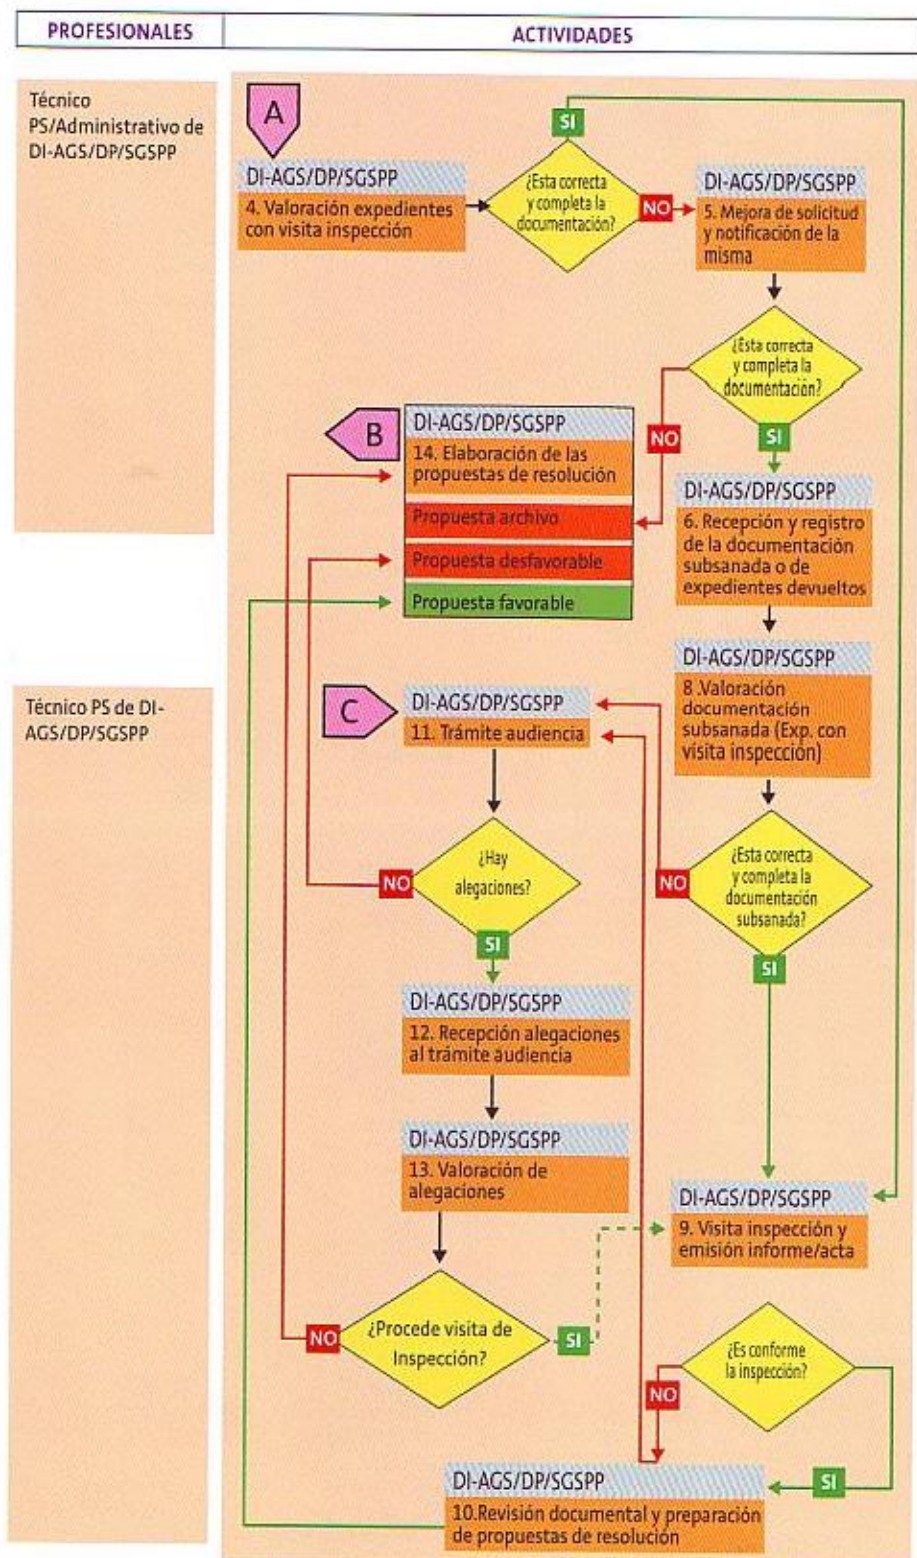 PROFESIONALES
ACTIVIDADES
Técnico
PS/Administrativo de
DI-AGS/DP/SGSPP
A
DI-AGS/DP/SGSPP
4. Valoración expedientes
con visita inspección
SI
¿Esta correcta
y completa la
documentación?
NO
DI-AGS/DP/SGSPP
5. Mejora de solicitud
y notificación de la
misma
¿Esta correcta
y completa la
documentación?
NO
SI
B
DI-AGS/DP/SGSPP
14. Elaboración de las
propuestas de resolución
Propuesta archivo
Propuesta desfavorable
Propuesta favorable
DI-AGS/DP/SGSPP
6. Recepción y registro
de la documentación
subsanada o de
expedientes devueltos
DI-AGS/DP/SGSPP
8 .Valoración
documentación
subsanada (Exp. con
visita inspección)
Técnico PS de DI-
AGS/DP/SGSPP
C
DI-AGS/DP/SGSPP
11. Trámite audiencia
¿Hay
alegaciones?
NO
SI
¿Esta correcta
y completa la
documentación
subsanada?
NO
SI
DI-AGS/DP/SGSPP
12. Recepción alegaciones
al trámite audiencia
DI-AGS/DP/SGSPP
13. Valoración de
alegaciones
DI-AGS/DP/SGSPP
9. Visita inspección y
emisión informe/acta
¿Procede visita de
Inspección?
NO
SI
¿Es conforme
la inspección?
NO
SI
DI-AGS/DP/SGSPP
10.Revisión documental y preparación
de propuestas de resolución